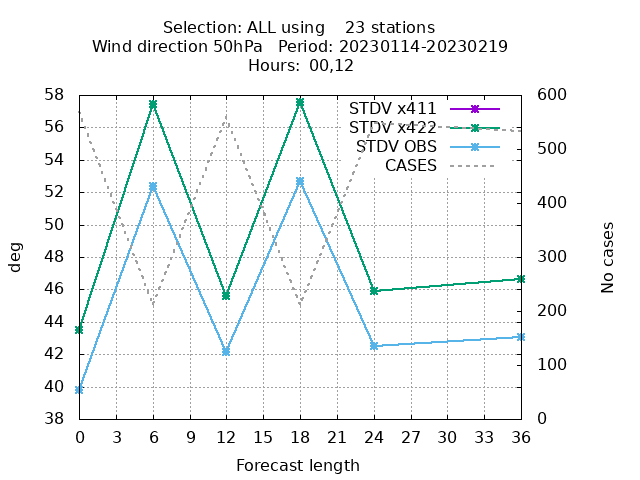 Selection: ALL using    23 stations
Wind direction 50hPa   Period: 20230114-20230219
Hours: 00,12
58
56
54
52
50
48
46
44
42
40
38
600
500
400
300
200
100
0
STDV x411
STDV x422
STDV OBS
CASES
deg
No cases
0 3 6 9 12 15 18 21 24 27 30 33 36
Forecast length